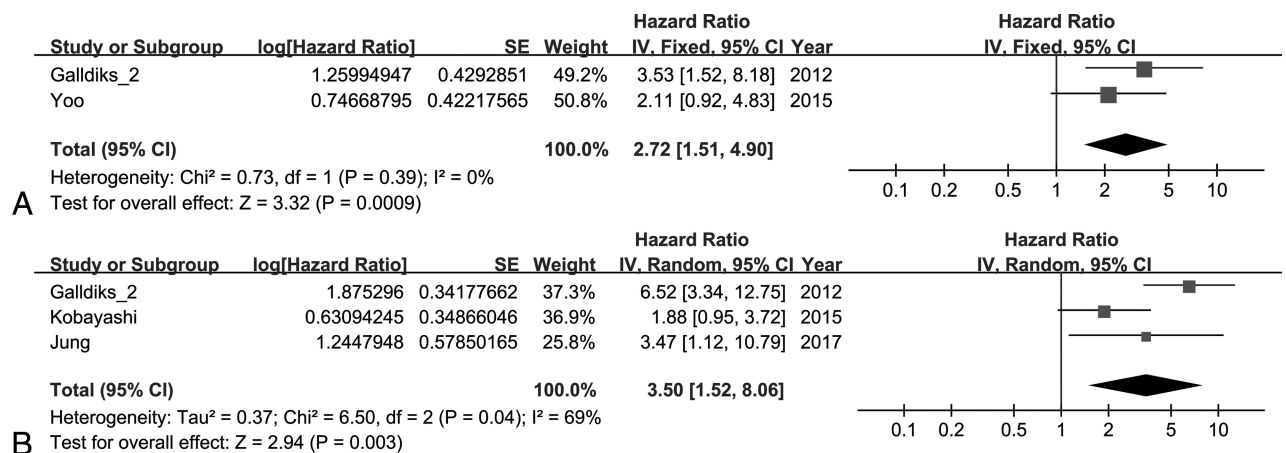 Hazard Ratio Hazard Ratio
Study or Subgroup log[Hazard Ratio] SE Weight IV, Fixed, 95% CI Year IV, Fixed, 95% CI
Galldiks_2 1.25994947 0.4292851 49.2% 3.53 [1.52, 8.18] 2012
Yoo 0.74668795 0.42217565 50.8% 2.11 [0.92, 4.83] 2015
Total (95% CI) 100.0% 2.72 [1.51, 4.90]
Heterogeneity: Chi² = 0.73, df = 1 (P = 0.39); I² = 0%
0.1 0.2 0.5 1 2 5 10
A Test for overall effect: Z = 3.32 (P = 0.0009)
Hazard Ratio Hazard Ratio
Study or Subgroup log[Hazard Ratio] SE Weight IV, Random, 95% CI Year IV, Random, 95% CI
Galldiks_2 1.875296 0.34177662 37.3% 6.52 [3.34, 12.75] 2012
Kobayashi 0.63094245 0.34866046 36.9% 1.88 [0.95, 3.72] 2015
Jung 1.2447948 0.57850165 25.8% 3.47 [1.12, 10.79] 2017
Total (95% CI) 100.0% 3.50 [1.52, 8.06]
Heterogeneity: Tau² = 0.37; Chi² = 6.50, df = 2 (P = 0.04); I² = 69%
0.1 0.2 0.5 1 2 5 10
B Test for overall effect: Z = 2.94 (P = 0.003)